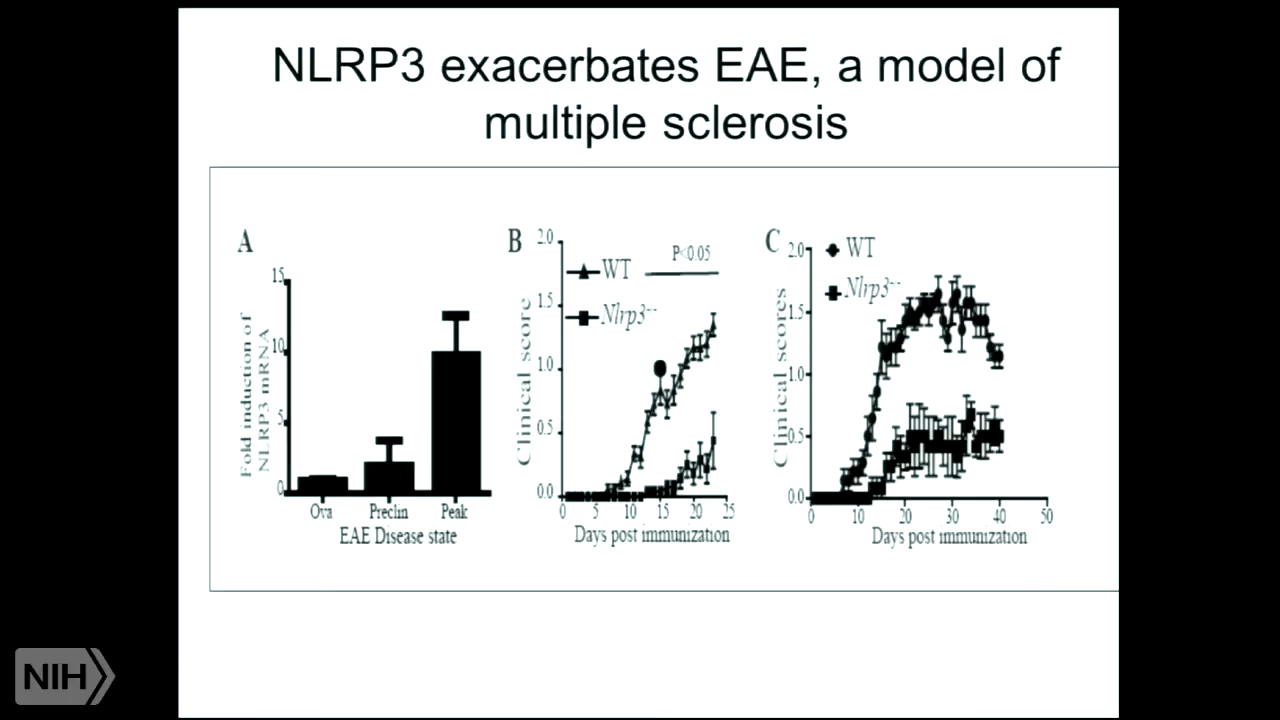 NLRP3 exacerbates EAE, a model of
multiple sclerosis
A
Fold induction of
NLRP3 mRNA
15
10
5
0
Ova
Preclin
Peak
EAE Disease state
B
Clinical score
2.0
1.5
1.0
0.5
0.0
WT
Nlrp3--
P<0.05
0
5
10
15
20
25
Days post immunization
C
Clinical scores
2.0
1.5
1.0
0.5
0.0
WT
Nlrp3--
0
10
20
30
40
50
Days post immunization
NIH